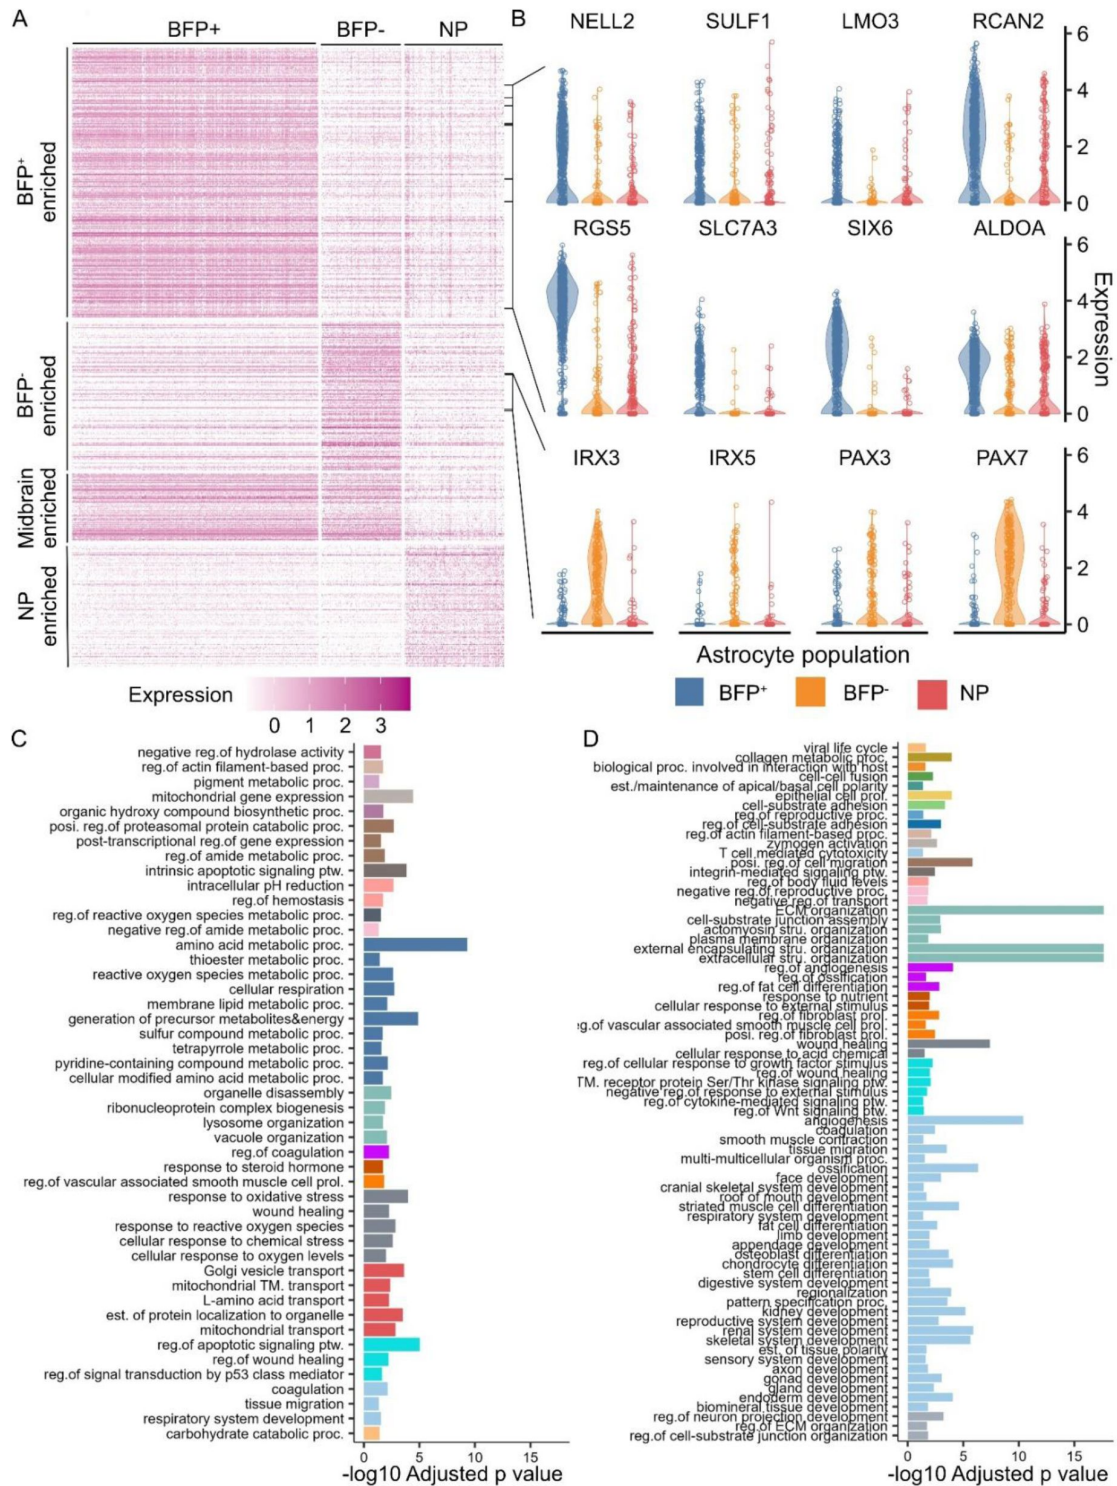 A
BFP+
BFP-
NP
BFP+ enriched
BFP- enriched
Midbrain enriched
NP enriched
Expression
0 1 2 3
B
NELL2 SULF1 LMO3 RCAN2
6
4
2
0
RGS5 SLC7A3 SIX6 ALDOA
6
4
2
0
Expression
IRX3 IRX5 PAX3 PAX7
6
4
2
0
Astrocyte population
BFP+ BFP- NP
C
negative reg.of hydrolase activity
reg.of actin filament-based proc.
pigment metabolic proc.
mitochondrial gene expression
organic hydroxy compound biosynthetic proc.
posi. reg.of proteasomal protein catabolic proc.
post-transcriptional reg.of gene expression
reg.of amide metabolic proc.
intrinsic apoptotic signaling ptw.
intracellular pH reduction
reg.of hemostasis
reg.of reactive oxygen species metabolic proc.
negative reg.of amide metabolic proc.
amino acid metabolic proc.
thioester metabolic proc.
reactive oxygen species metabolic proc.
cellular respiration
membrane lipid metabolic proc.
generation of precursor metabolites&energy
sulfur compound metabolic proc.
tetrapyrrole metabolic proc.
pyridine-containing compound metabolic proc.
cellular modified amino acid metabolic proc.
organelle disassembly
ribonucleoprotein complex biogenesis
lysosome organization
vacuole organization
reg.of coagulation
response to steroid hormone
reg.of vascular associated smooth muscle cell prol.
response to oxidative stress
wound healing
response to reactive oxygen species
cellular response to chemical stress
cellular response to oxygen levels
Golgi vesicle transport
mitochondrial TM. transport
L-amino acid transport
est. of protein localization to organelle
mitochondrial transport
reg.of apoptotic signaling ptw.
reg.of wound healing
reg.of signal transduction by p53 class mediator
coagulation
tissue migration
respiratory system development
carbohydrate catabolic proc.
0 5 10 15
-log10 Adjusted p value
D
viral life cycle
collagen metabolic proc.
biological proc. involved in interaction with host
cell-cell fusion
est./maintenance of apical/basal cell polarity
epithelial cell prol.
cell-substrate adhesion
reg.of reproductive proc.
reg.of cell-substrate adhesion
reg.of actin filament-based proc.
zymogen activation
T cell mediated cytotoxicity
posi. reg.of cell migration
integrin-mediated signaling ptw.
reg.of body fluid levels
negative reg.of reproductive proc.
negative reg.of transport
ECM organization
cell-substrate junction assembly
actomyosin stru. organization
plasma membrane organization
external encapsulating stru. organization
extracellular stru. organization
reg.of angiogenesis
reg.of ossification
reg.of fat cell differentiation
response to nutrient
cellular response to external stimulus
reg.of fibroblast prol.
eg.of vascular associated smooth muscle cell prol.
posi. reg.of fibroblast prol.
wound healing
cellular response to acid chemical
reg.of cellular response to growth factor stimulus
reg.of wound healing
TM. receptor protein Ser/Thr kinase signaling ptw.
negative reg.of response to external stimulus
reg.of cytokine-mediated signaling ptw.
reg.of Wnt signaling ptw.
angiogenesis
coagulation
smooth muscle contraction
tissue migration
multi-multicellular organism proc.
ossification
face development
cranial skeletal system development
roof of mouth development
striated muscle cell differentiation
respiratory system development
fat cell differentiation
limb development
appendage development
osteoblast differentiation
chondrocyte differentiation
stem cell differentiation
digestive system development
regionalization
pattern specification proc.
kidney development
reproductive system development
renal system development
skeletal system development
est. of tissue polarity
sensory system development
axon development
gonad development
gland development
endoderm development
biomineral tissue development
reg.of neuron projection development
reg.of ECM organization
reg.of cell-substrate junction organization
0 5 10 15
-log10 Adjusted p value